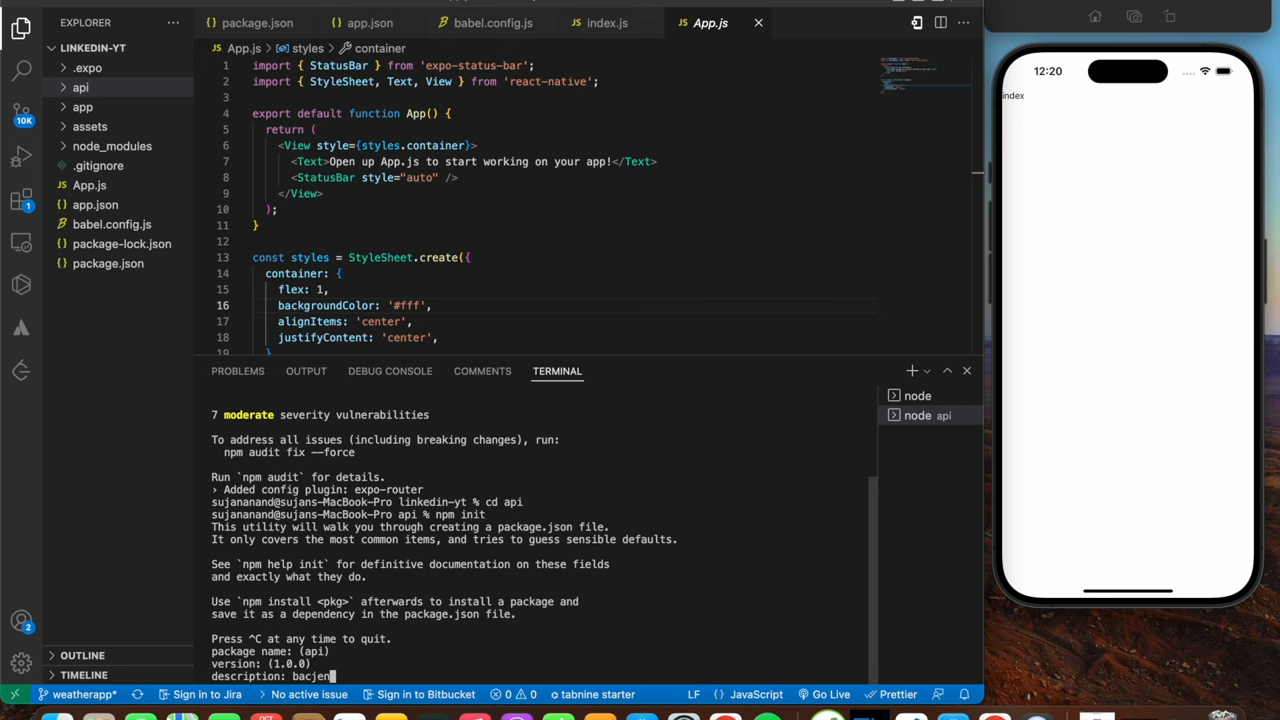 EXPLORER
LINKEDIN-YT
.expo
api
app
assets
node_modules
.gitignore
App.js
app.json
babel.config.js
package-lock.json
package.json
OUTLINE
TIMELINE
10K
1
2
package.json
app.json
babel.config.js
index.js
App.js
App.js > styles > container
1 import { StatusBar } from 'expo-status-bar';
2 import { StyleSheet, Text, View } from 'react-native';
3
4 export default function App() {
5 return (
6 <View style={styles.container}>
7 <Text>Open up App.js to start working on your app!</Text>
8 <StatusBar style="auto" />
9 </View>
10 );
11 }
12
13 const styles = StyleSheet.create({
14 container: {
15 flex: 1,
16 backgroundColor: '#fff',
17 alignItems: 'center',
18 justifyContent: 'center',
19 }
PROBLEMS OUTPUT DEBUG CONSOLE COMMENTS TERMINAL
node
node api
7 moderate severity vulnerabilities
To address all issues (including breaking changes), run:
npm audit fix --force
Run `npm audit` for details.
› Added config plugin: expo-router
sujananand@sujans-MacBook-Pro linkedin-yt % cd api
sujananand@sujans-MacBook-Pro api % npm init
This utility will walk you through creating a package.json file.
It only covers the most common items, and tries to guess sensible defaults.
See `npm help init` for definitive documentation on these fields
and exactly what they do.
Use `npm install <pkg>` afterwards to install a package and
save it as a dependency in the package.json file.
Press ^C at any time to quit.
package name: (api)
version: (1.0.0)
description: bacjen
weatherapp* Sign in to Jira No active issue Sign in to Bitbucket 0 0 tabnine starter LF JavaScript Go Live Prettier
12:20
index